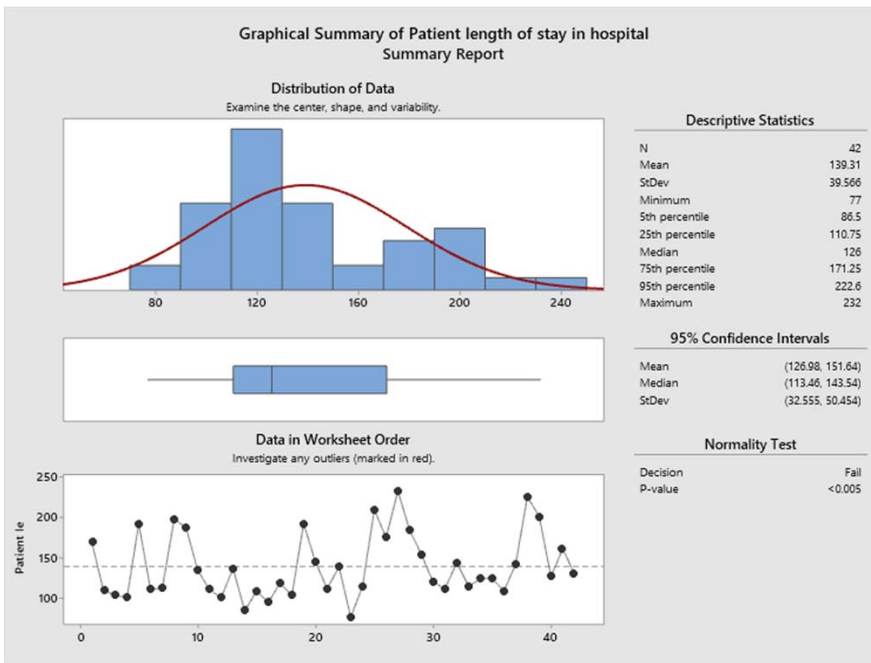 Graphical Summary of Patient length of stay in hospital
Summary Report
Distribution of Data
Examine the center, shape, and variability.
80 120 160 200 240
Descriptive Statistics
N 42
Mean 139.31
StDev 39.566
Minimum 77
5th percentile 86.5
25th percentile 110.75
Median 126
75th percentile 171.25
95th percentile 222.6
Maximum 232
95% Confidence Intervals
Mean (126.98, 151.64)
Median (113.46, 143.54)
StDev (32.555, 50.454)
Data in Worksheet Order
Investigate any outliers (marked in red).
Patient le
250
200
150
100
0 10 20 30 40
Normality Test
Decision Fail
P-value <0.005